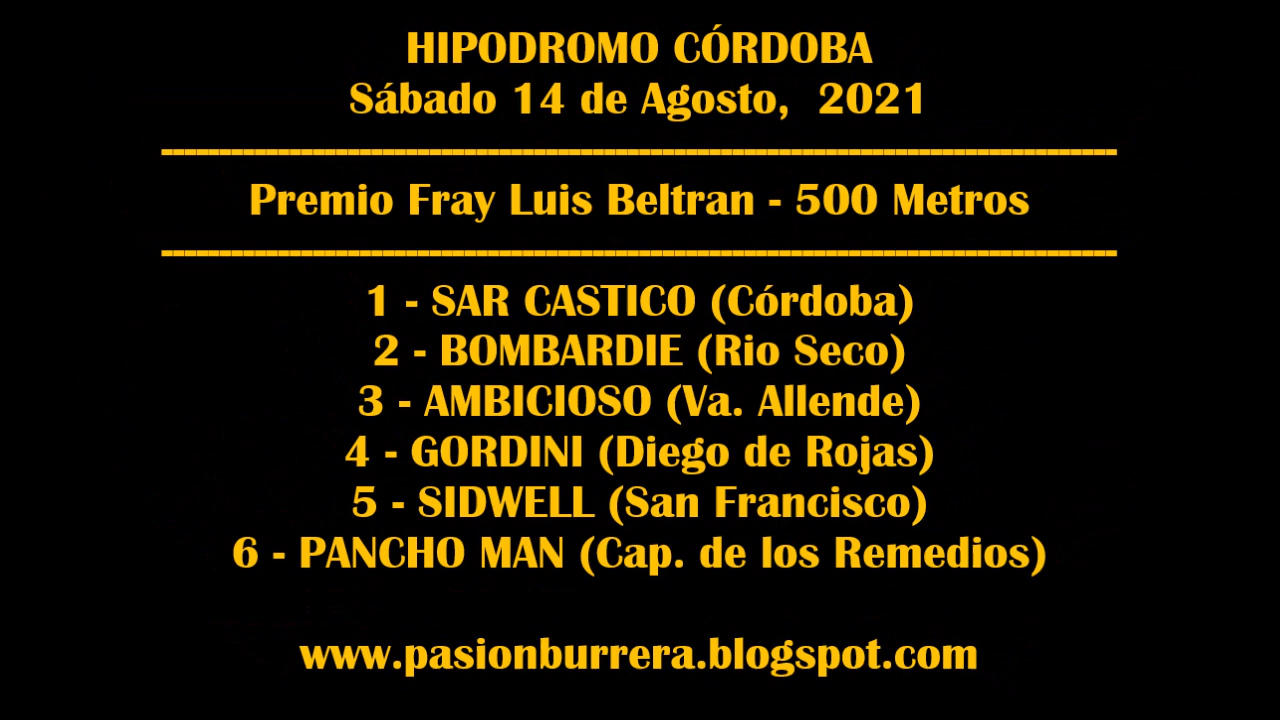 HIPODROMO CÓRDOBA
Sábado 14 de Agosto, 2021
Premio Fray Luis Beltran - 500 Metros
1 - SAR CASTICO (Córdoba)
2 - BOMBARDIE (Rio Seco)
3 - AMBICIOSO (Va. Allende)
4 - GORDINI (Diego de Rojas)
5 - SIDWELL (San Francisco)
6 - PANCHO MAN (Cap. de los Remedios)
www.pasionburrera.blogspot.com